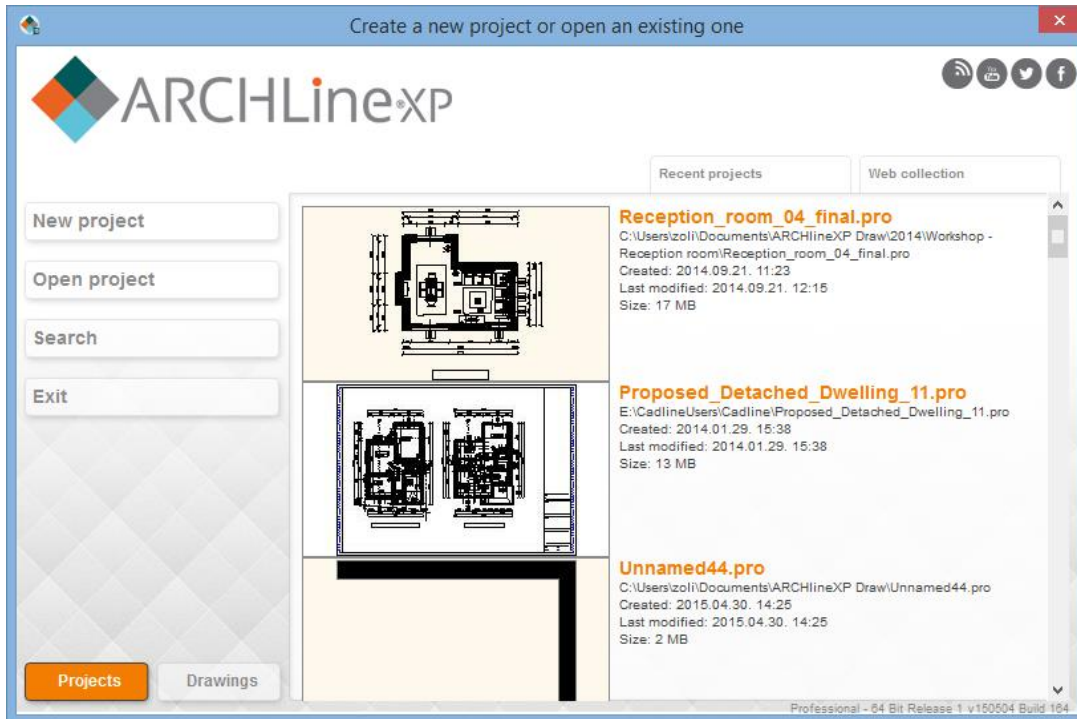 Create a new project or open an existing one
ARCHLine®XP
You
Recent projects
Web collection
New project
Open project
Search
Exit
Reception_room_04_final.pro
C:\Users\zoli\Documents\ARCHlineXP Draw\2014\Workshop -
Reception room\Reception_room_04_final.pro
Created: 2014.09.21. 11:23
Last modified: 2014.09.21. 12:15
Size: 17 MB
Proposed_Detached_Dwelling_11.pro
E:\CadlineUsers\Cadline\Proposed_Detached_Dwelling_11.pro
Created: 2014.01.29. 15:38
Last modified: 2014.01.29. 15:38
Size: 13 MB
Unnamed44.pro
C:\Users\zoli\Documents\ARCHlineXP Draw\Unnamed44.pro
Created: 2015.04.30. 14:25
Last modified: 2015.04.30. 14:25
Size: 2 MB
Projects
Drawings
Professional - 64 Bit Release 1 v150504 Build 164